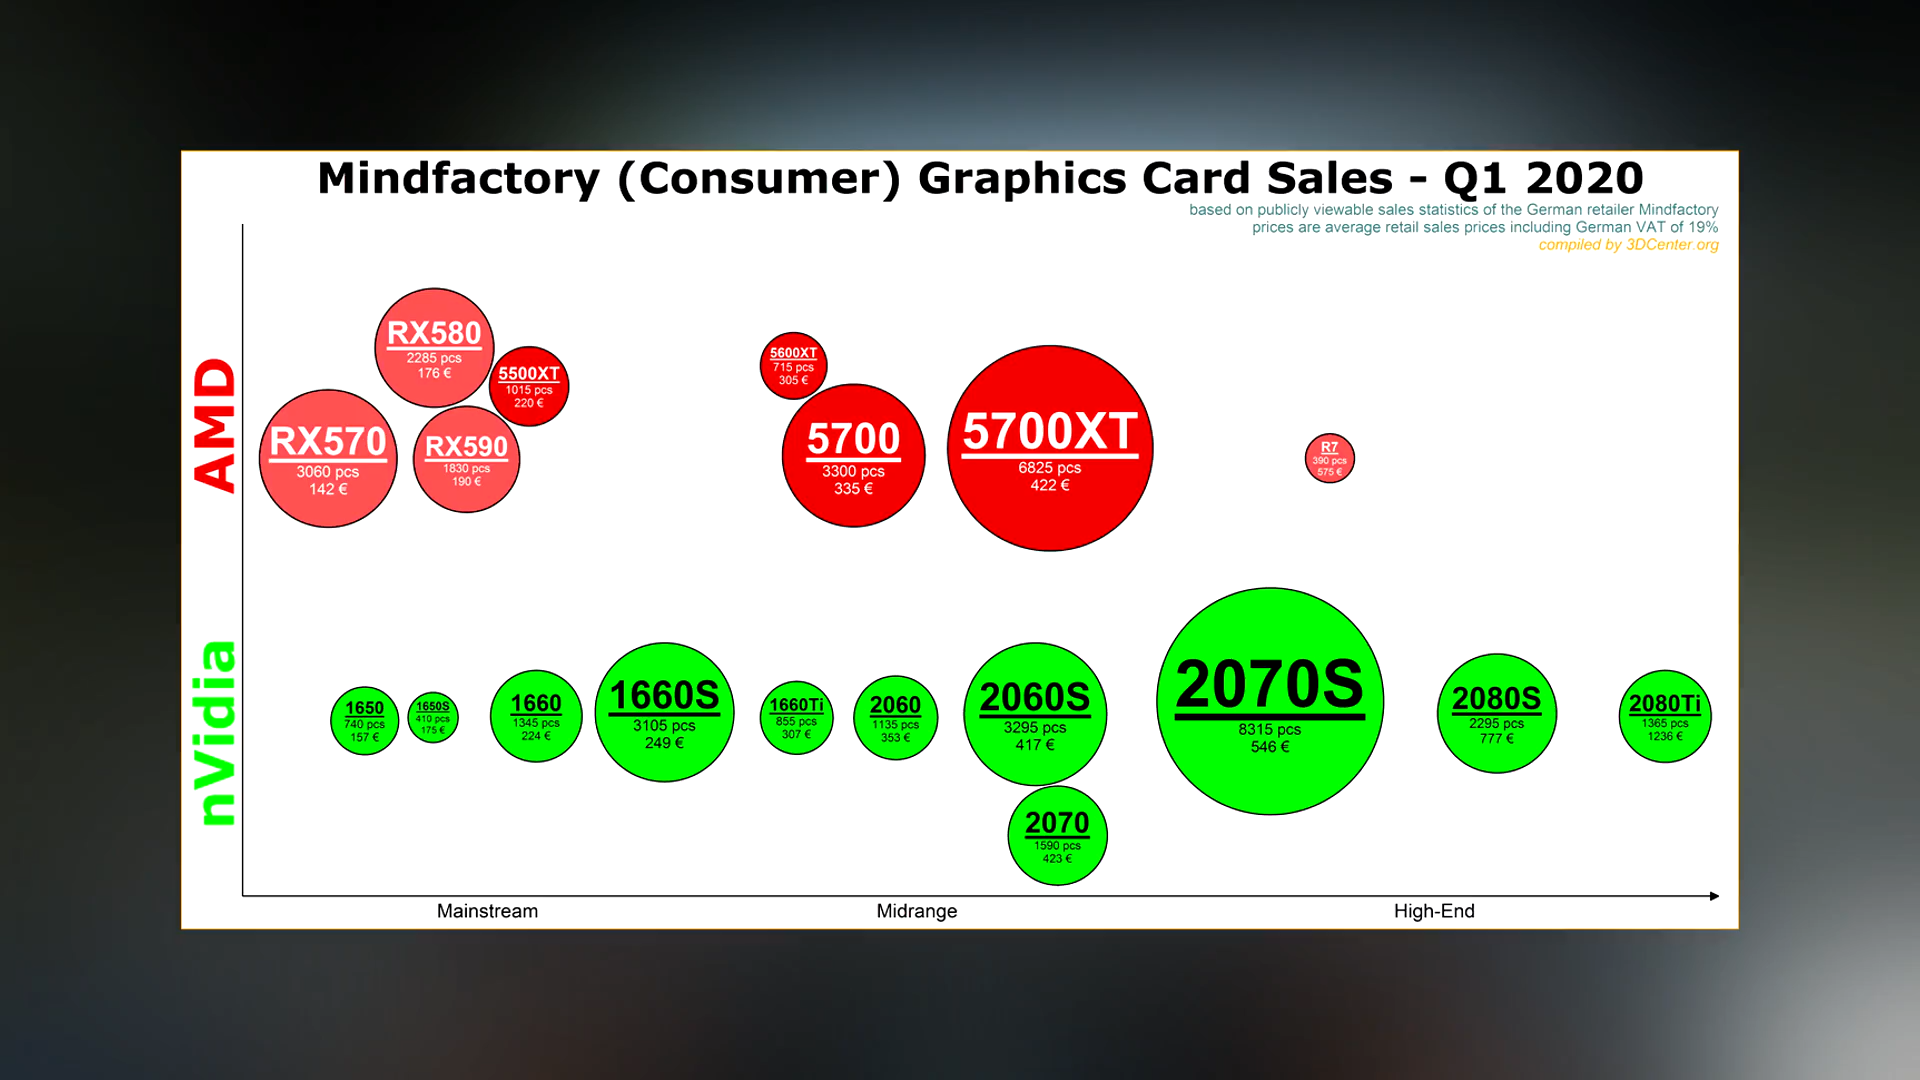 Mindfactory (Consumer) Graphics Card Sales - Q1 2020
based on publicly viewable sales statistics of the German retailer Mindfactory
prices are average retail sales prices including German VAT of 19%
compiled by 3DCenter.org
AMD
RX580
2285 pcs
176 €
5500XT
1015 pcs
220 €
RX570
3060 pcs
142 €
RX590
1830 pcs
190 €
5600XT
715 pcs
305 €
5700
3300 pcs
335 €
5700XT
6825 pcs
422 €
R7
390 pcs
575 €
nVidia
1650
740 pcs
157 €
1650S
410 pcs
175 €
1660
1345 pcs
224 €
1660S
3105 pcs
249 €
1660Ti
855 pcs
307 €
2060
1135 pcs
353 €
2060S
3295 pcs
417 €
2070
1590 pcs
423 €
2070S
8315 pcs
546 €
2080S
2295 pcs
777 €
2080Ti
1365 pcs
1236 €
Mainstream
Midrange
High-End